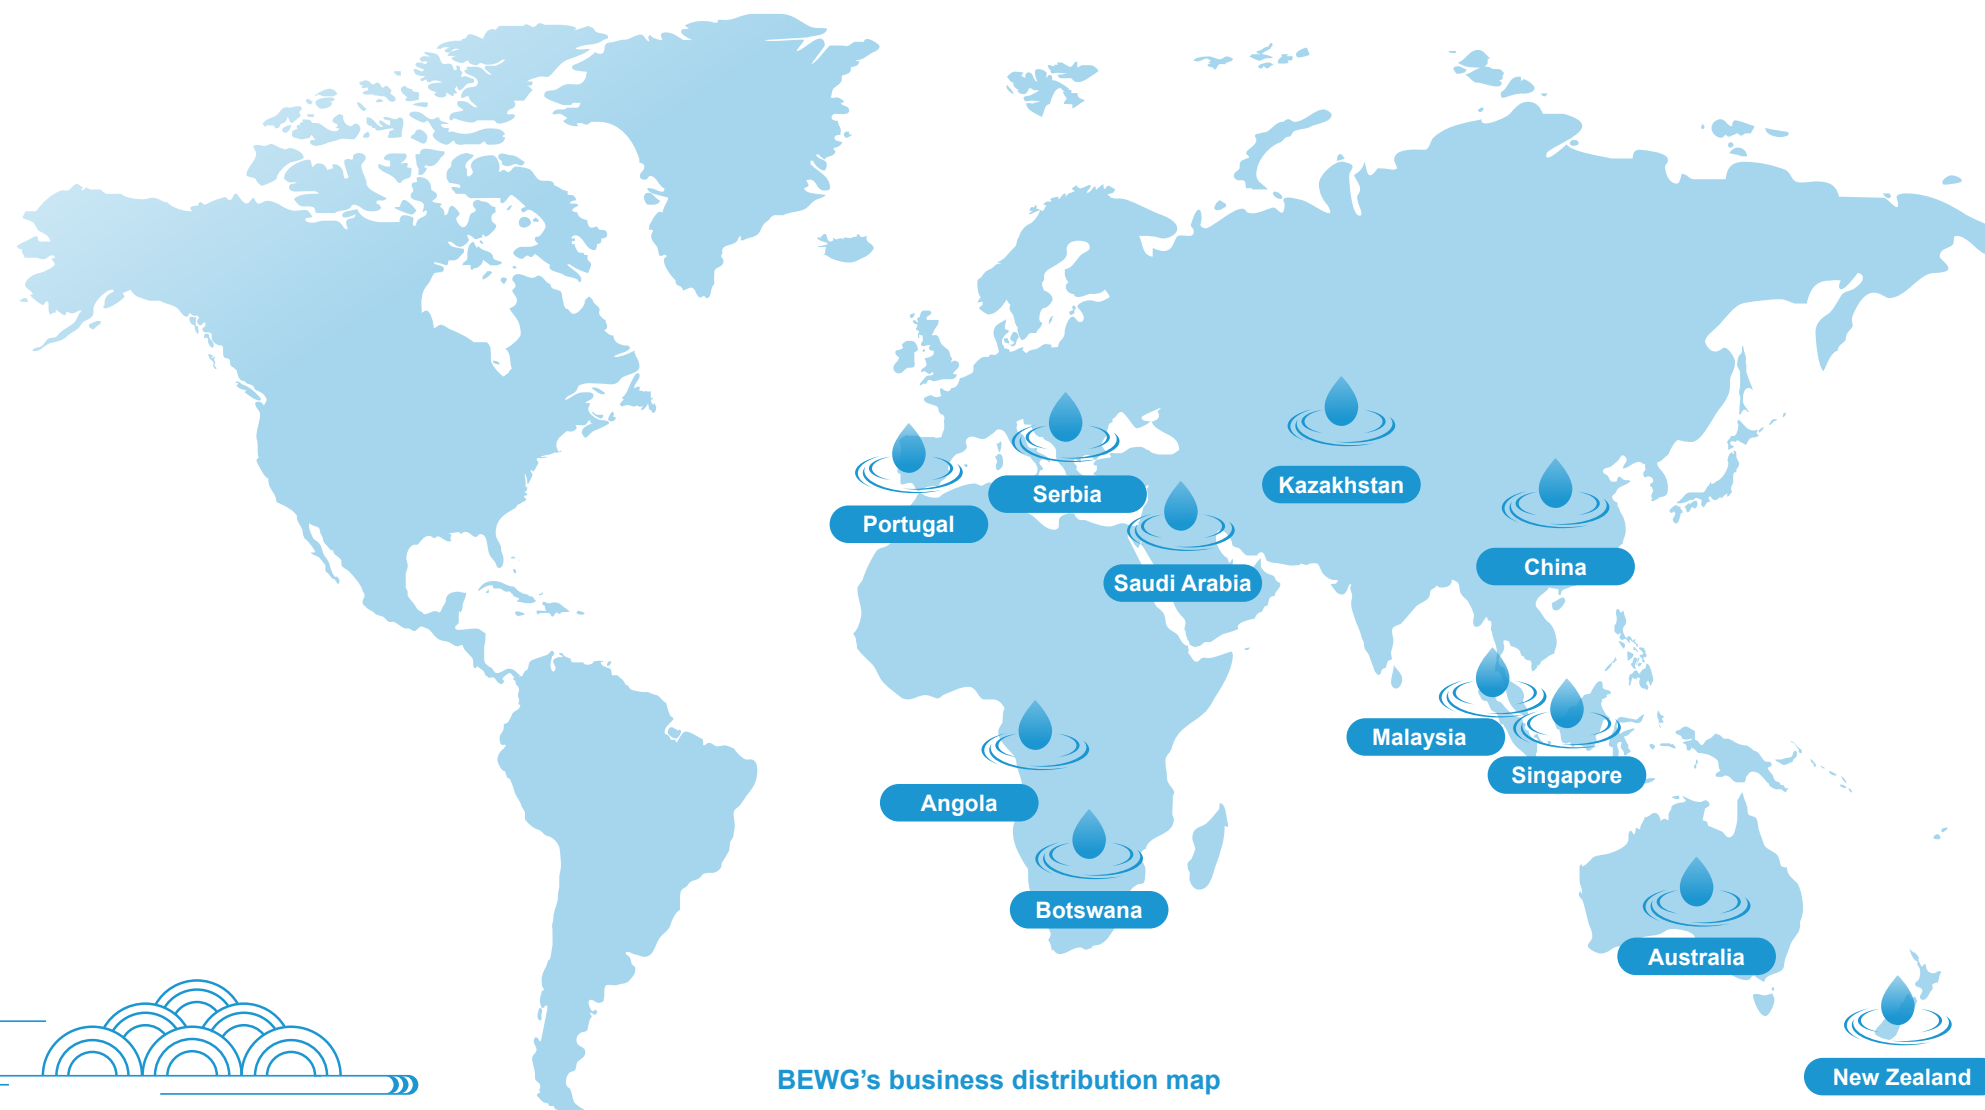 Kazakhstan
Serbia
Portugal
China
Saudi Arabia
Malaysia
Singapore
Angola
Botswana
Australia
New Zealand
BEWG’s business distribution map